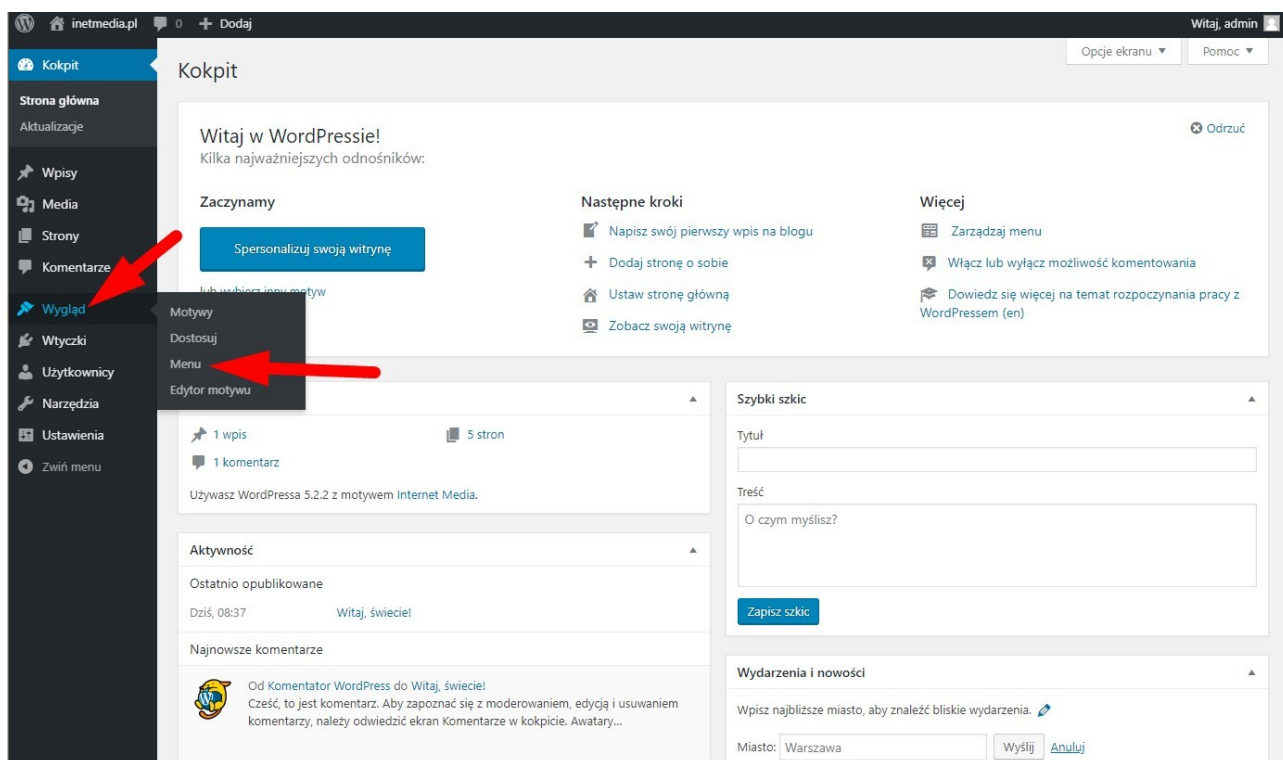 inetmedia.pl 0 Dodaj Witaj, admin
Opcje ekranu Pomoc
Kokpit
Strona główna
Aktualizacje
Wpisy
Media
Strony
Komentarze
Wygląd
Wtyczki
Użytkownicy
Narzędzia
Ustawienia
Zwiń menu
Motywy
Dostosuj
Menu
Edytor motywu
Kokpit
Witaj w WordPressie!
Kilka najważniejszych odnośników:
Odrzuć
Zaczynamy
Spersonalizuj swoją witrynę
lub wybierz inny motyw
Następne kroki
Napisz swój pierwszy wpis na blogu
Dodaj stronę o sobie
Ustaw stronę główną
Zobacz swoją witrynę
Więcej
Zarządzaj menu
Włącz lub wyłącz możliwość komentowania
Dowiedz się więcej na temat rozpoczynania pracy z
WordPressem (en)
1 wpis 5 stron
1 komentarz
Używasz WordPressa 5.2.2 z motywem Internet Media.
Aktywność
Ostatnio opublikowane
Dziś, 08:37 Witaj, świecie!
Najnowsze komentarze
Od Komentator WordPress do Witaj, świecie!
Cześć, to jest komentarz. Aby zapoznać się z moderowaniem, edycją i usuwaniem
komentarzy, należy odwiedzić ekran Komentarze w kokpicie. Awatary...
Szybki szkic
Tytuł
Treść
O czym myślisz?
Zapisz szkic
Wydarzenia i nowości
Wpisz najbliższe miasto, aby znaleźć bliskie wydarzenia.
Miasto: Warszawa Wyślij Anuluj